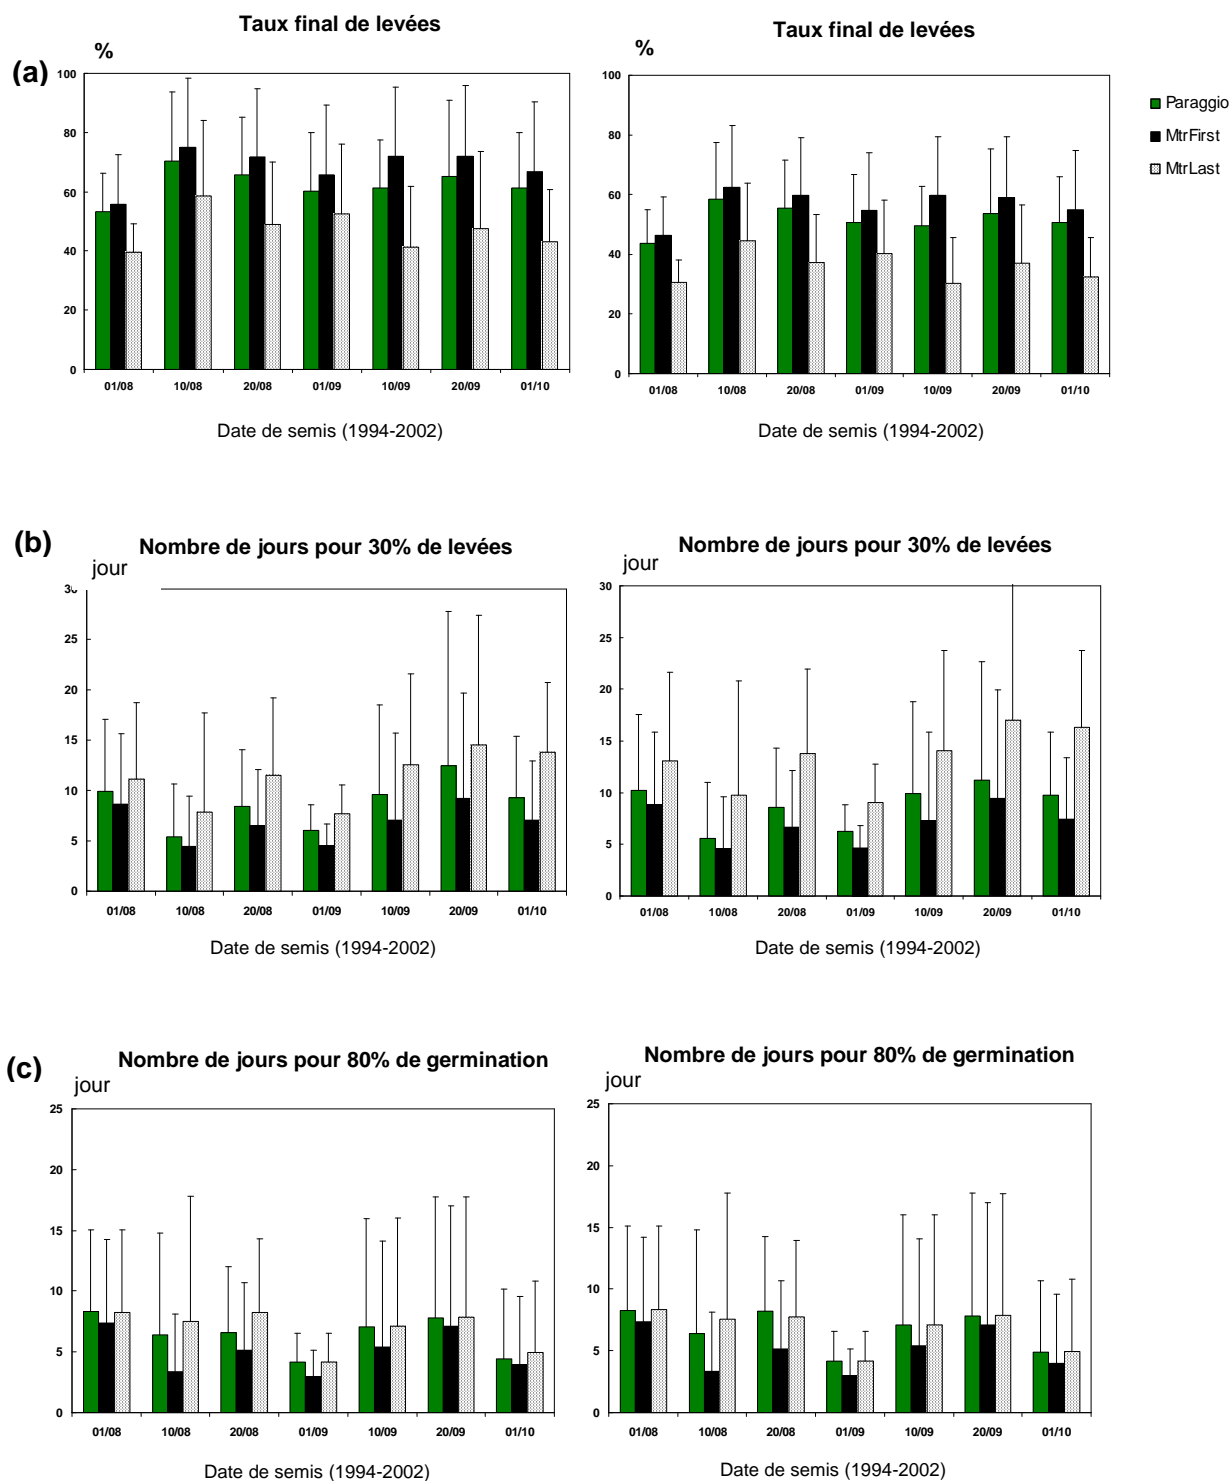 Taux final de levées
%
(a)
100
80
60
40
20
0
01/08 10/08 20/08 01/09 10/09 20/09 01/10
Date de semis (1994-2002)
Taux final de levées
%
100
80
60
40
20
0
01/08 10/08 20/08 01/09 10/09 20/09 01/10
Date de semis (1994-2002)
Paraggio
MtrFirst
MtrLast
(b)
Nombre de jours pour 30% de levées
jour
30
25
20
15
10
5
0
01/08 10/08 20/08 01/09 10/09 20/09 01/10
Date de semis (1994-2002)
Nombre de jours pour 30% de levées
jour
30
25
20
15
10
5
0
01/08 10/08 20/08 01/09 10/09 20/09 01/10
Date de semis (1994-2002)
(c)
Nombre de jours pour 80% de germination
jour
25
20
15
10
5
0
01/08 10/08 20/08 01/09 10/09 20/09 01/10
Date de semis (1994-2002)
Nombre de jours pour 80% de germination
jour
25
20
15
10
5
0
01/08 10/08 20/08 01/09 10/09 20/09 01/10
Date de semis (1994-2002)